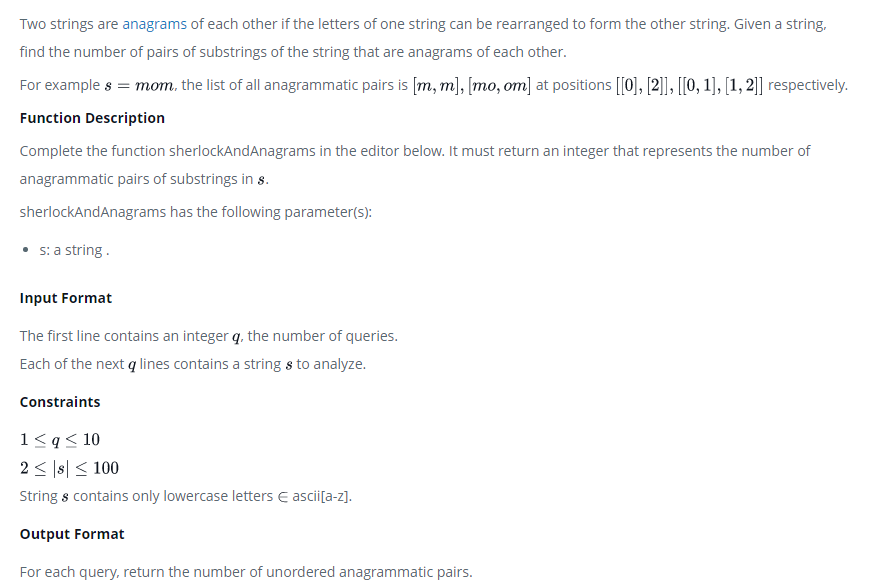 Two strings are anagrams of each other if the letters of one string can be rearranged to form the other string. Given a string,
find the number of pairs of substrings of the string that are anagrams of each other.
For example s = mom, the list of all anagrammatic pairs is [m, m], [mo, om] at positions [[0], [2]], [[0, 1], [1, 2]] respectively.
Function Description
Complete the function sherlockAndAnagrams in the editor below. It must return an integer that represents the number of
anagrammatic pairs of substrings in s.
sherlockAndAnagrams has the following parameter(s):
• s: a string .
Input Format
The first line contains an integer q, the number of queries.
Each of the next q lines contains a string s to analyze.
Constraints
1 ≤ q ≤ 10
2 ≤ |s| ≤ 100
String s contains only lowercase letters ∈ ascii[a-z].
Output Format
For each query, return the number of unordered anagrammatic pairs.